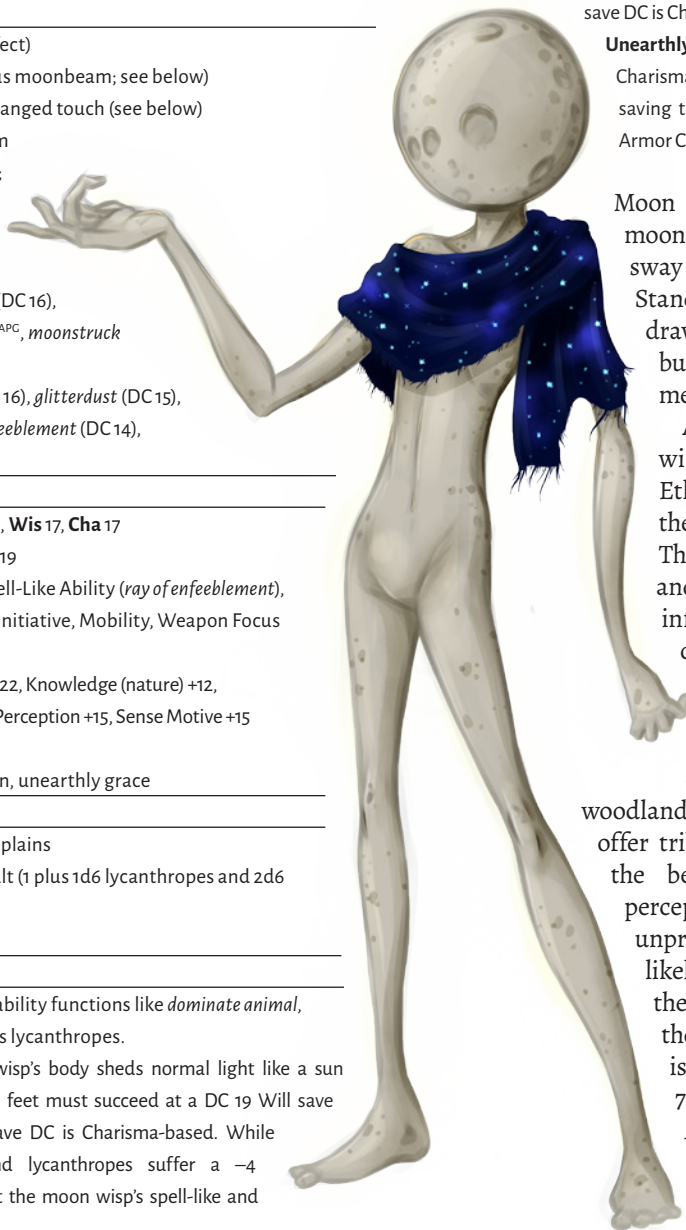 fect)
us moonbeam; see below)
anged touch (see below)
(DC 16),
APG, moonstruck
16), glitterdust (DC 15),
eeblement (DC 14),
, Wis 17, Cha 17
19
ell-Like Ability (ray of enfeeblement),
nitiative, Mobility, Weapon Focus
22, Knowledge (nature) +12,
Perception +15, Sense Motive +15
n, unearthly grace
plains
lt (1 plus 1d6 lycanthropes and 2d6
ability functions like dominate animal,
s lycanthropes.
wisp's body sheds normal light like a sun
feet must succeed at a DC 19 Will save
ave DC is Charisma-based. While
nd lycanthropes suffer a –4
t the moon wisp's spell-like and
save DC is Ch
Unearthly
Charisma
saving t
Armor C
Moon
moon
sway
Stand
draw
bu
me
wi
Eth
the
Th
and
inf
woodland
offer tri
the be
percep
unpr
likel
the
the
is
7